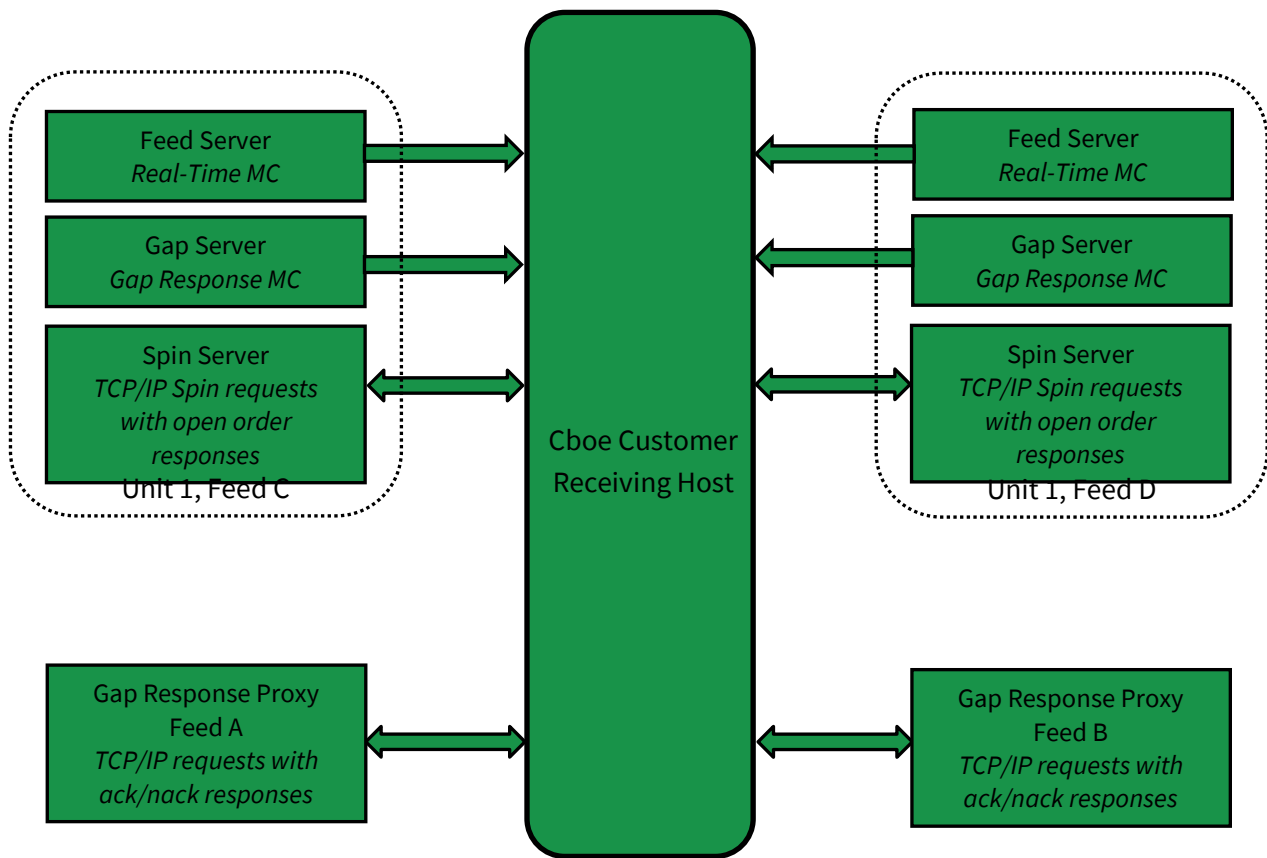 Feed Server
Real-Time MC
Gap Server
Gap Response MC
Spin Server
TCP/IP Spin requests
with open order
responses
Unit 1, Feed C
Gap Response Proxy
Feed A
TCP/IP requests with
ack/nack responses
Cboe Customer
Receiving Host
Feed Server
Real-Time MC
Gap Server
Gap Response MC
Spin Server
TCP/IP Spin requests
with open order
responses
Unit 1, Feed D
Gap Response Proxy
Feed B
TCP/IP requests with
ack/nack responses